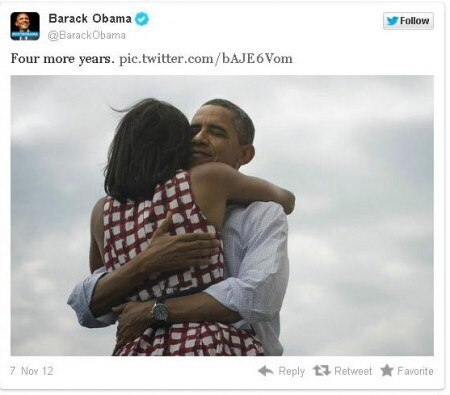 Barack Obama
@BarackObama
Follow
Four more years. pic.twitter.com/bAJE6Vom
7 Nov 12
Reply Retweet Favorite